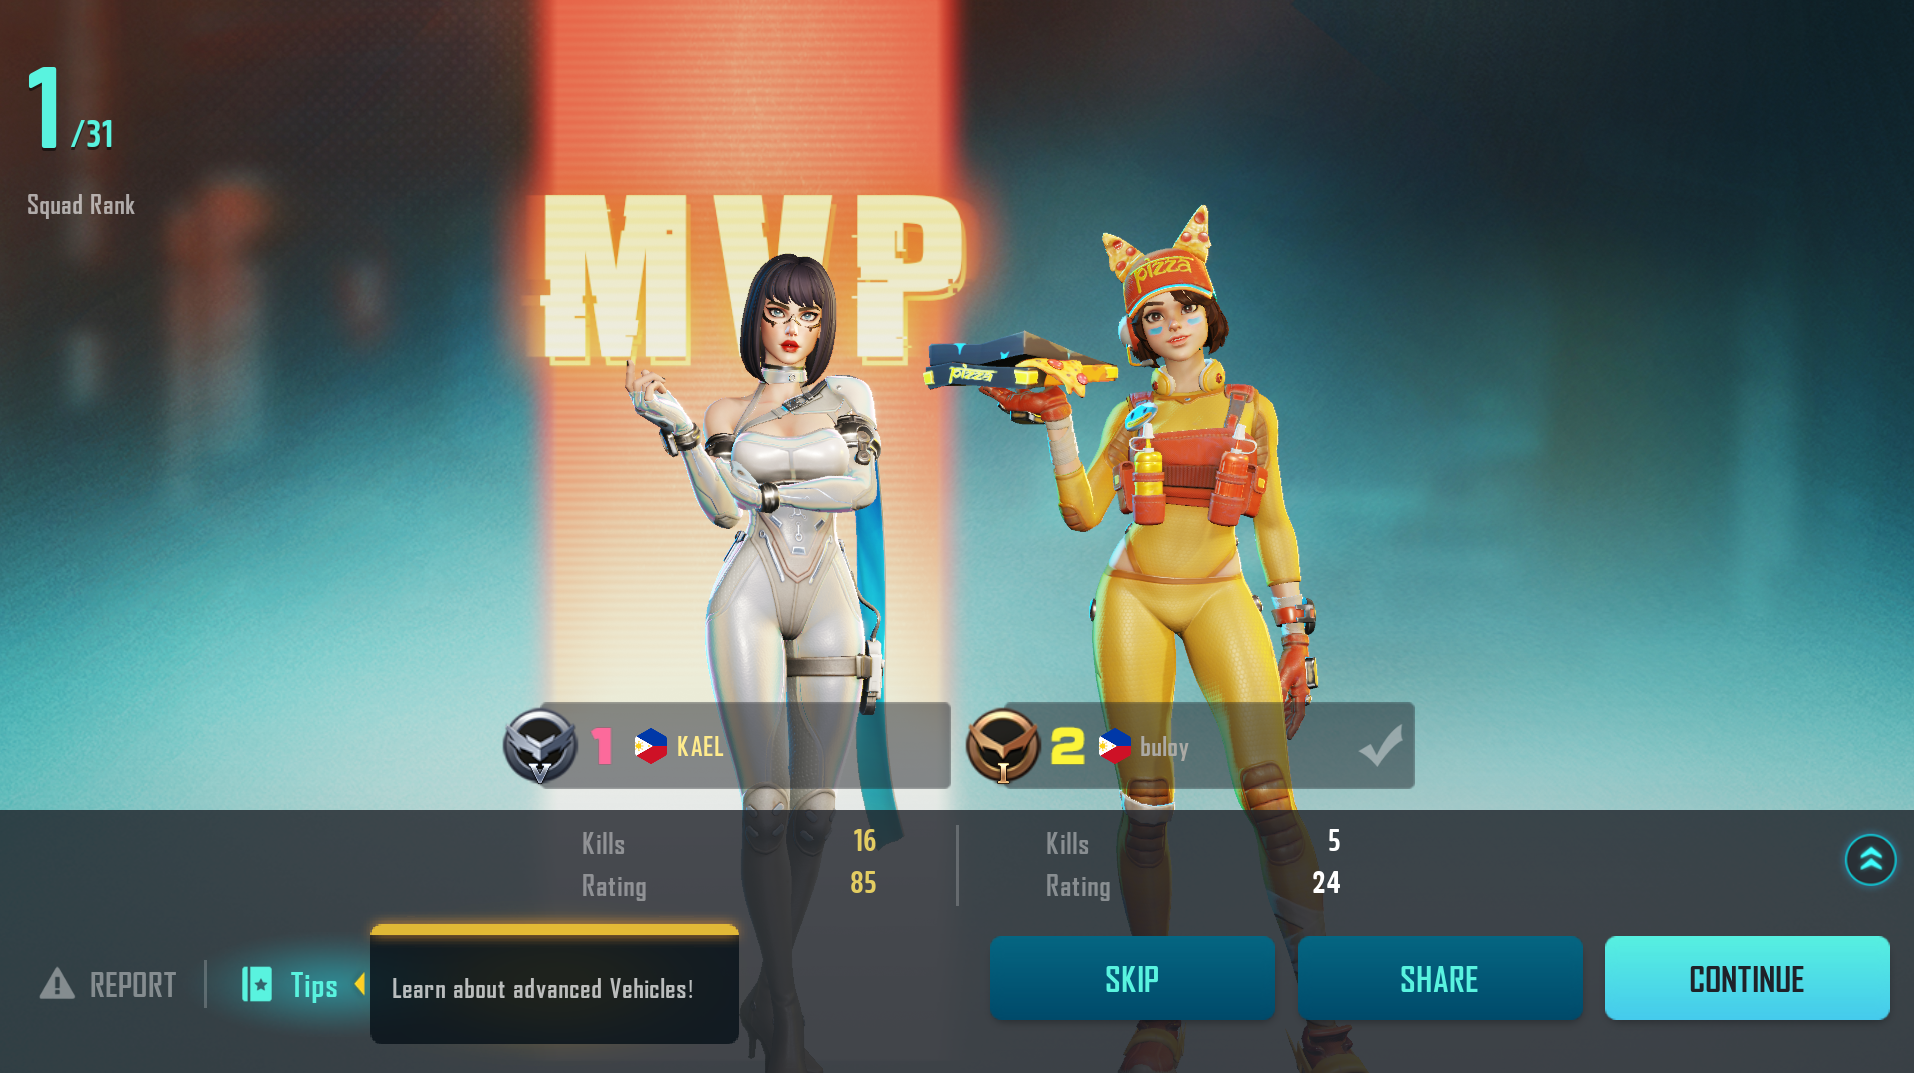 1/31
Squad Rank
MVP
pizza
pizza
V 1 KAEL
I 2 buloy
Kills 16
Rating 85
Kills 5
Rating 24
REPORT
Tips
Learn about advanced Vehicles!
SKIP
SHARE
CONTINUE